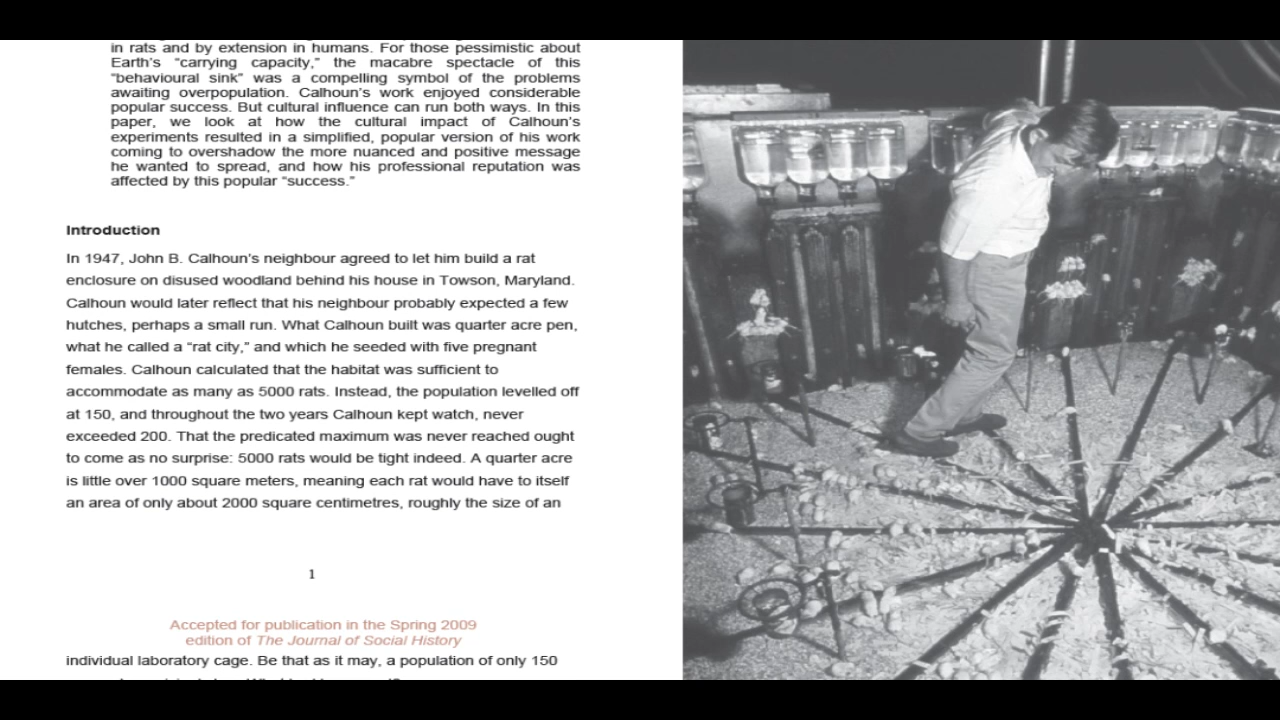 in rats and by extension in humans. For those pessimistic about
Earth’s “carrying capacity,” the macabre spectacle of this
“behavioural sink” was a compelling symbol of the problems
awaiting overpopulation. Calhoun’s work enjoyed considerable
popular success. But cultural influence can run both ways. In this
paper, we look at how the cultural impact of Calhoun’s
experiments resulted in a simplified, popular version of his work
coming to overshadow the more nuanced and positive message
he wanted to spread, and how his professional reputation was
affected by this popular “success.”
Introduction
In 1947, John B. Calhoun’s neighbour agreed to let him build a rat
enclosure on disused woodland behind his house in Towson, Maryland.
Calhoun would later reflect that his neighbour probably expected a few
hutches, perhaps a small run. What Calhoun built was quarter acre pen,
what he called a “rat city,” and which he seeded with five pregnant
females. Calhoun calculated that the habitat was sufficient to
accommodate as many as 5000 rats. Instead, the population levelled off
at 150, and throughout the two years Calhoun kept watch, never
exceeded 200. That the predicated maximum was never reached ought
to come as no surprise: 5000 rats would be tight indeed. A quarter acre
is little over 1000 square meters, meaning each rat would have to itself
an area of only about 2000 square centimetres, roughly the size of an
1
Accepted for publication in the Spring 2009
edition of The Journal of Social History
individual laboratory cage. Be that as it may, a population of only 150